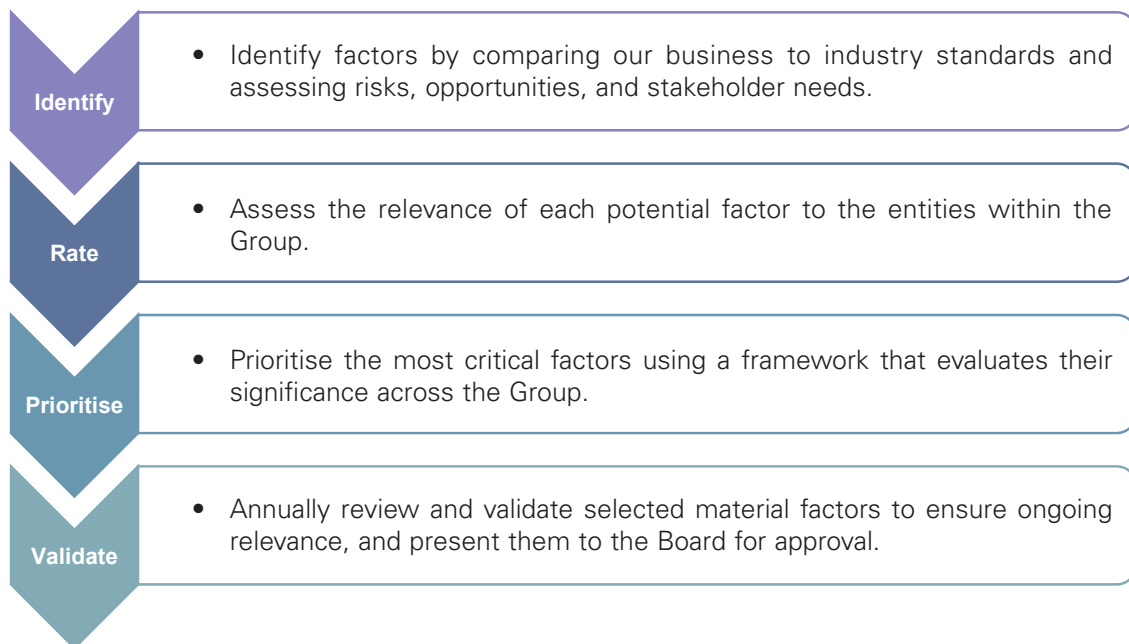 Identify
• Identify factors by comparing our business to industry standards and
assessing risks, opportunities, and stakeholder needs.
Rate
• Assess the relevance of each potential factor to the entities within the
Group.
Prioritise
• Prioritise the most critical factors using a framework that evaluates their
significance across the Group.
Validate
• Annually review and validate selected material factors to ensure ongoing
relevance, and present them to the Board for approval.